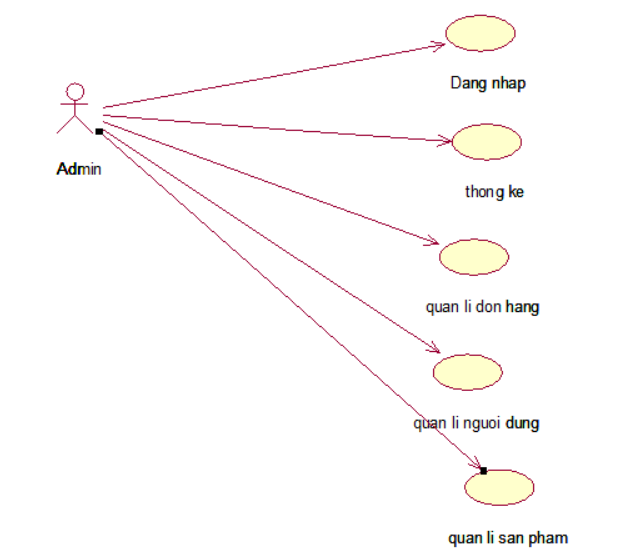 Dang nhap
Admin
thong ke
quan li don hang
quan li nguoi dung
quan li san pham